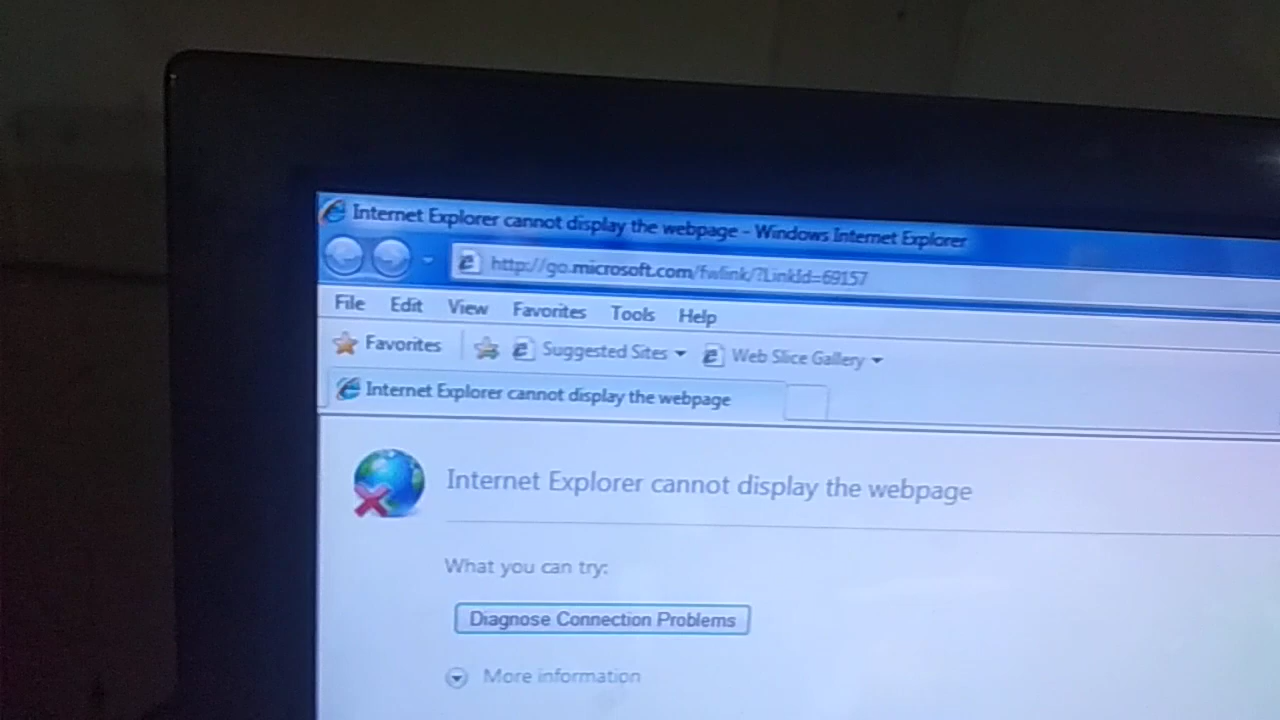 Internet Explorer cannot display the webpage - Windows Internet Explorer
http://go.microsoft.com/fwlink/?LinkId=69157
File Edit View Favorites Tools Help
Favorites Suggested Sites Web Slice Gallery
Internet Explorer cannot display the webpage
Internet Explorer cannot display the webpage
What you can try:
Diagnose Connection Problems
More information